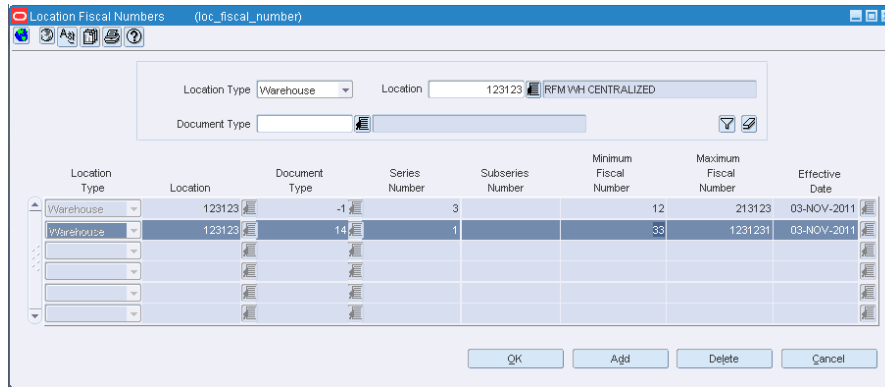 Location Fiscal Numbers (loc_fiscal_number)
Location Type Warehouse Location 123123 RFM WH CENTRALIZED
Document Type
Location Type Location Document Type Series Number Subseries Number Minimum Fiscal Number Maximum Fiscal Number Effective Date
Warehouse 123123 -1 3 12 213123 03-NOV-2011
Warehouse 123123 14 1 33 1231231 03-NOV-2011
OK Add Delete Cancel